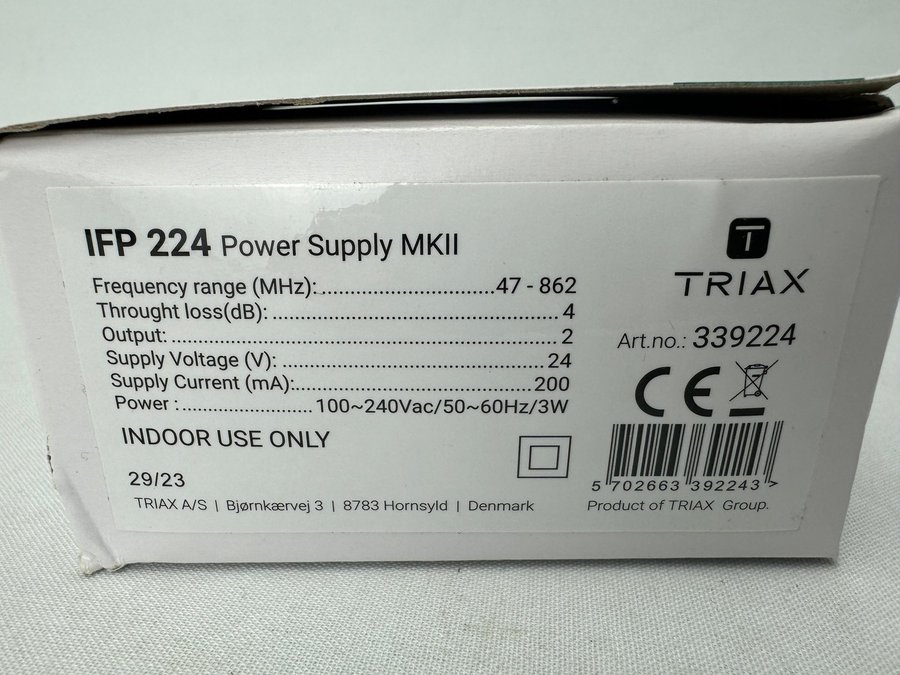 IFP 224 Power Supply MKII
Frequency range (MHz):..............................47 - 862
Throught loss(dB):..................................................4
Output:....................................................................2
Supply Voltage (V):..............................................24
Supply Current (mA):..........................................200
Power :.......................100~240Vac/50~60Hz/3W
INDOOR USE ONLY
29/23
TRIAX A/S | Bjørnkærvej 3 | 8783 Hornsyld | Denmark
T
TRIAX
Art.no.: 339224
CE
5 702663 392243 >
Product of TRIAX Group.